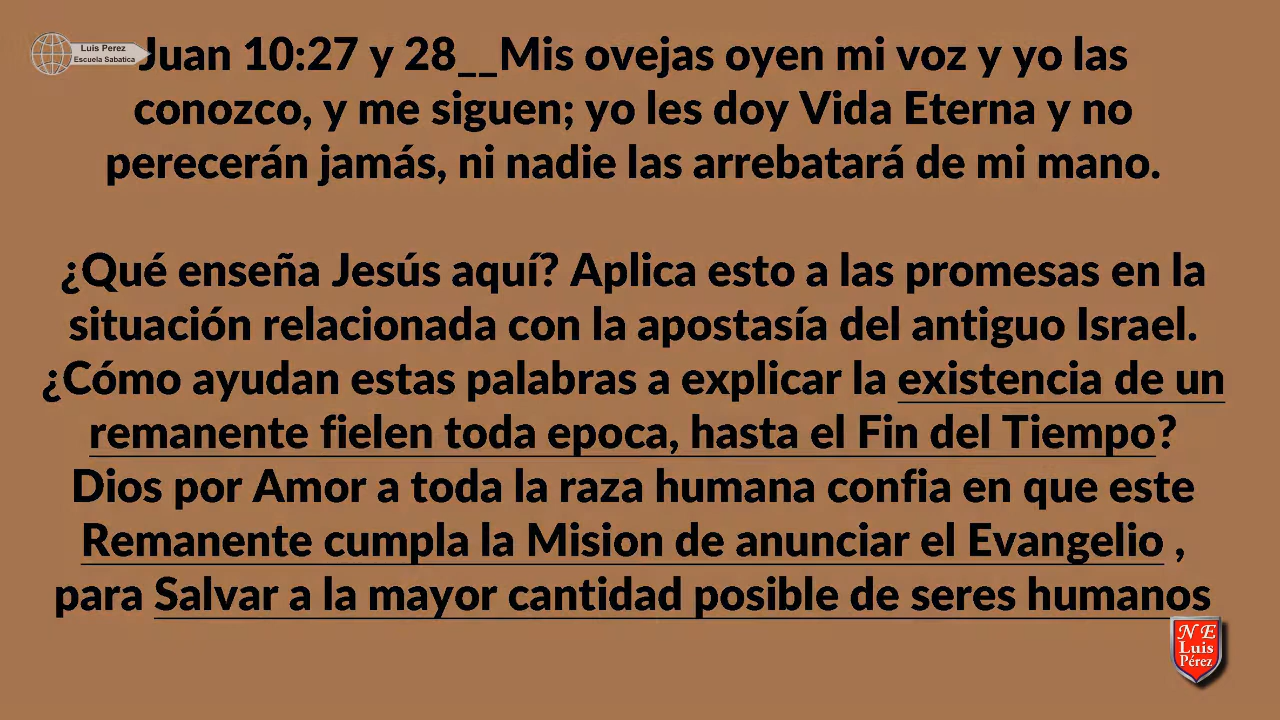 Luis Perez
Escuela Sabatica
Juan 10:27 y 28__Mis ovejas oyen mi voz y yo las
conozco, y me siguen; yo les doy Vida Eterna y no
perecerán jamás, ni nadie las arrebatará de mi mano.
¿Qué enseña Jesús aquí? Aplica esto a las promesas en la
situación relacionada con la apostasía del antiguo Israel.
¿Cómo ayudan estas palabras a explicar la existencia de un
remanente fielen toda epoca, hasta el Fin del Tiempo?
Dios por Amor a toda la raza humana confia en que este
Remanente cumpla la Mision de anunciar el Evangelio ,
para Salvar a la mayor cantidad posible de seres humanos
N E
Luis
Pérez